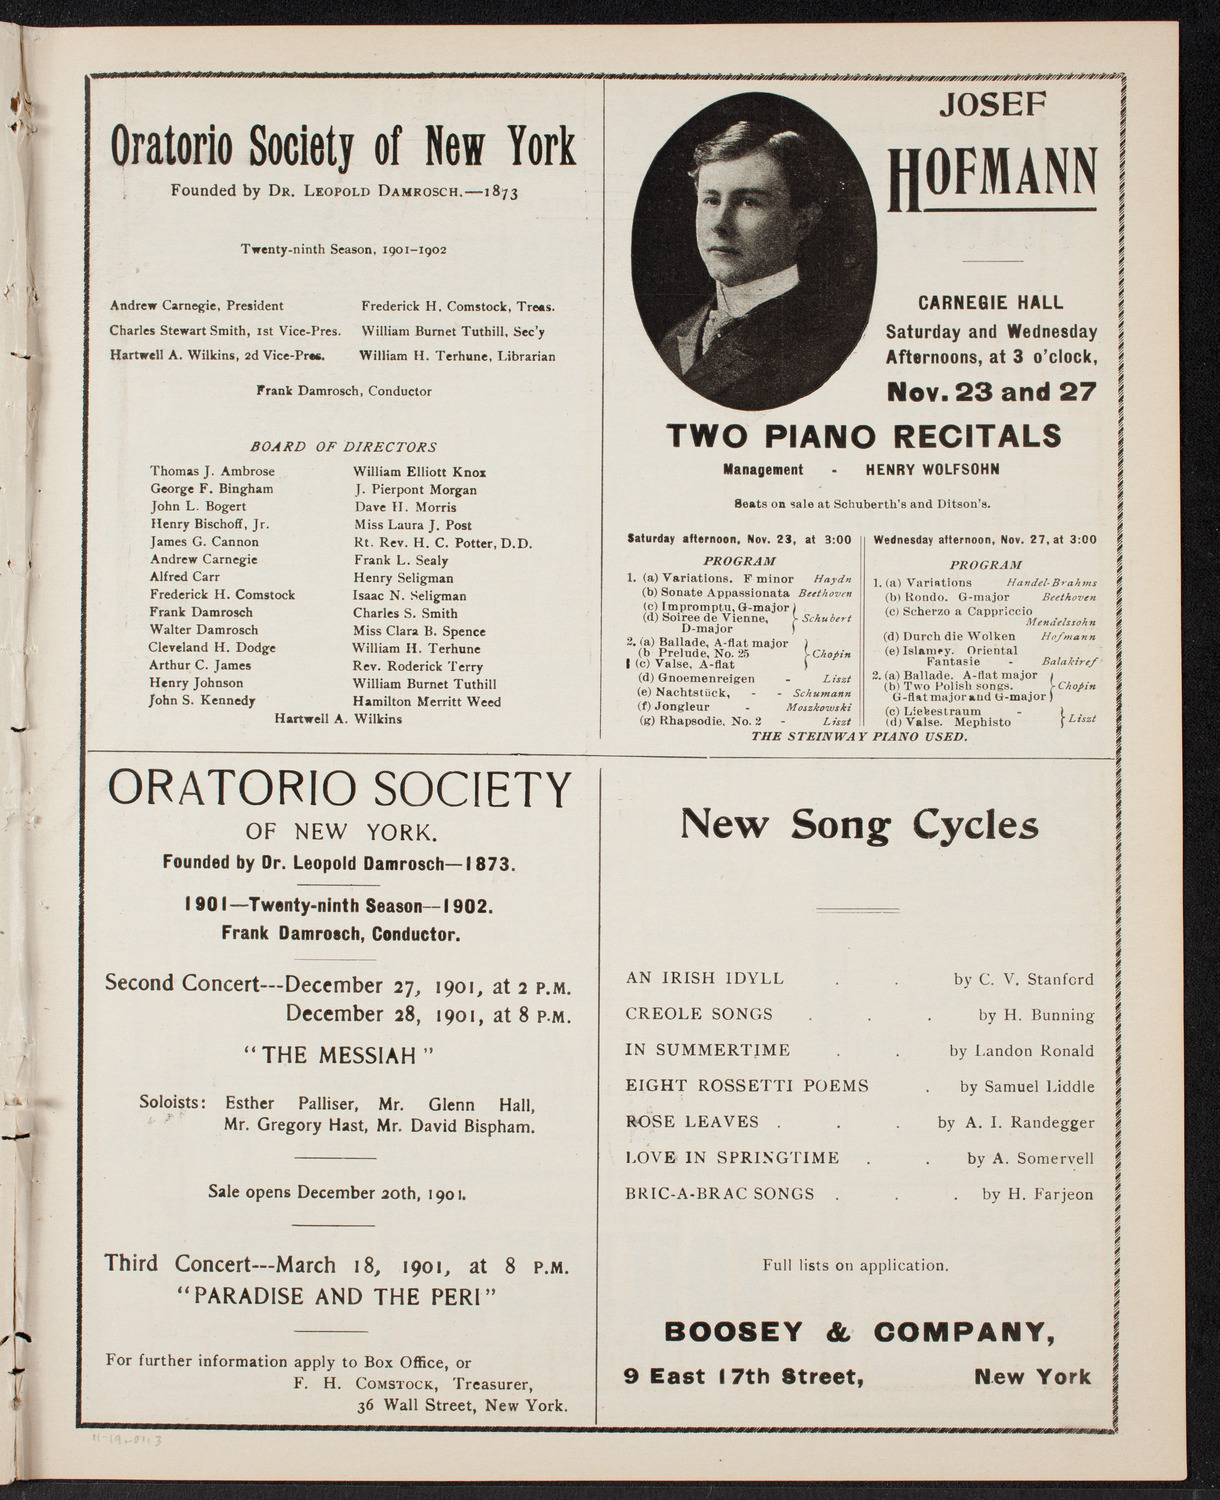 Oratorio Society of New York
Founded by DR. LEOPOLD DAMROSCH.—1873
Twenty-ninth Season, 1901–1902
Andrew Carnegie, President
Frederick H. Comstock, Treas.
Charles Stewart Smith, 1st Vice-Pres.
William Burnet Tuthill, Sec'y
Hartwell A. Wilkins, 2d Vice-Pres.
William H. Terhune, Librarian
Frank Damrosch, Conductor
BOARD OF DIRECTORS
Thomas J. Ambrose
George F. Bingham
John L. Bogert
Henry Bischoff, Jr.
James G. Cannon
Andrew Carnegie
Alfred Carr
Frederick H. Comstock
Frank Damrosch
Walter Damrosch
Cleveland H. Dodge
Arthur C. James
Henry Johnson
John S. Kennedy
William Elliott Knox
J. Pierpont Morgan
Dave H. Morris
Miss Laura J. Post
Rt. Rev. H. C. Potter, D.D.
Frank L. Sealy
Henry Seligman
Isaac N. Seligman
Charles S. Smith
Miss Clara B. Spence
William H. Terhune
Rev. Roderick Terry
William Burnet Tuthill
Hamilton Merritt Weed
Hartwell A. Wilkins
JOSEF
HOFMANN
CARNEGIE HALL
Saturday and Wednesday
Afternoons, at 3 o'clock,
Nov. 23 and 27
TWO PIANO RECITALS
Management - HENRY WOLFSOHN
Seats on sale at Schuberth's and Ditson's.
Saturday afternoon, Nov. 23, at 3:00
PROGRAM
1. (a) Variations. F minor Haydn
(b) Sonate Appassionata Beethoven
(c) Impromptu, G-major
(d) Soiree de Vienne, Schubert
D-major
2. (a) Ballade, A-flat major
(b Prelude, No. 25 Chopin
(c) Valse, A-flat
(d) Gnoemenreigen - Liszt
(e) Nachtstück, - - Schumann
(f) Jongleur - Moszkowski
(g) Rhapsodie, No. 2 - Liszt
Wednesday afternoon, Nov. 27, at 3:00
PROGRAM
1. (a) Variations Handel-Brahms
(b) Rondo. G-major Beethoven
(c) Scherzo a Cappriccio
Mendelssohn
(d) Durch die Wolken Hofmann
(e) Islamey. Oriental
Fantasie - Balakiref
2. (a) Ballade. A-flat major
(b) Two Polish songs. Chopin
G-flat major and G-major
(c) Liebestraum -
(d) Valse. Mephisto Liszt
THE STEINWAY PIANO USED.
ORATORIO SOCIETY
OF NEW YORK.
Founded by Dr. Leopold Damrosch—1873.
1901—Twenty-ninth Season—1902.
Frank Damrosch, Conductor.
Second Concert---December 27, 1901, at 2 P.M.
December 28, 1901, at 8 P.M.
"THE MESSIAH"
Soloists: Esther Palliser, Mr. Glenn Hall,
Mr. Gregory Hast, Mr. David Bispham.
Sale opens December 20th, 1901.
Third Concert---March 18, 1901, at 8 P.M.
"PARADISE AND THE PERI"
For further information apply to Box Office, or
F. H. COMSTOCK, Treasurer,
36 Wall Street, New York.
New Song Cycles
AN IRISH IDYLL . . by C. V. Stanford
CREOLE SONGS . . . by H. Bunning
IN SUMMERTIME . . by Landon Ronald
EIGHT ROSSETTI POEMS . by Samuel Liddle
ROSE LEAVES . . . by A. I. Randegger
LOVE IN SPRINGTIME . . by A. Somervell
BRIC-A-BRAC SONGS . . . by H. Farjeon
Full lists on application.
BOOSEY & COMPANY,
9 East 17th Street, New York